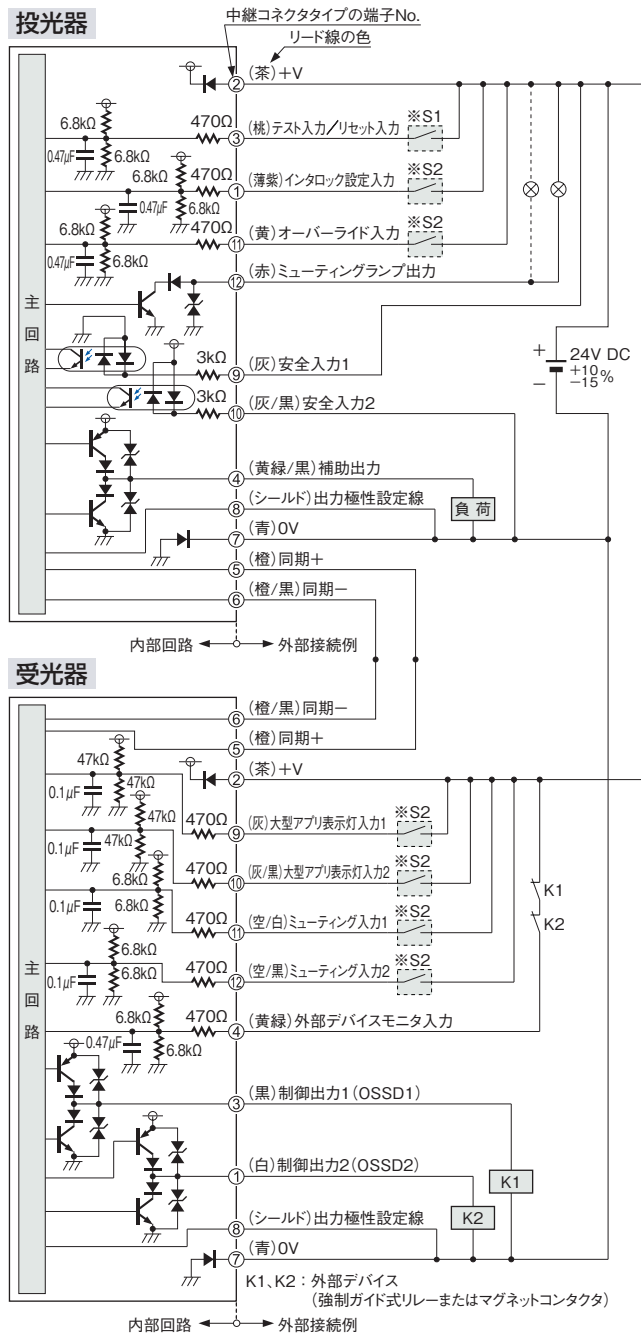 投光器
中継コネクタタイプの端子No.
リード線の色
② (茶)+V
6.8kΩ
470Ω
③ (桃)テスト入力/リセット入力
※S1
0.47μF
6.8kΩ
6.8kΩ
470Ω
① (薄紫)インタロック設定入力
※S2
6.8kΩ
0.47μF
6.8kΩ
470Ω
⑪ (黄)オーバーライド入力
※S2
0.47μF
6.8kΩ
⑫ (赤)ミューティングランプ出力
主回路
3kΩ
⑨ (灰)安全入力1
+
−
24V DC
+10
−15 %
3kΩ
⑩ (灰/黒)安全入力2
④ (黄緑/黒)補助出力
⑧ (シールド)出力極性設定線
負荷
⑦ (青)0V
⑤ (橙)同期+
⑥ (橙/黒)同期−
内部回路 外部接続例
受光器
⑥ (橙/黒)同期−
⑤ (橙)同期+
47kΩ
② (茶)+V
0.1μF
47kΩ
47kΩ
470Ω
⑨ (灰)大型アプリ表示灯入力1
※S2
0.1μF
47kΩ
6.8kΩ
470Ω
⑩ (灰/黒)大型アプリ表示灯入力2
※S2
K1
0.1μF
6.8kΩ
470Ω
⑪ (空/白)ミューティング入力1
※S2
K2
6.8kΩ
470Ω
⑫ (空/黒)ミューティング入力2
※S2
0.1μF
6.8kΩ
主回路
6.8kΩ
470Ω
④ (黄緑)外部デバイスモニタ入力
0.47μF
6.8kΩ
③ (黒)制御出力1(OSSD1)
① (白)制御出力2(OSSD2)
K1
K2
⑧ (シールド)出力極性設定線
⑦ (青)0V
K1、K2：外部デバイス
(強制ガイド式リレーまたはマグネットコンタクタ)
内部回路 外部接続例